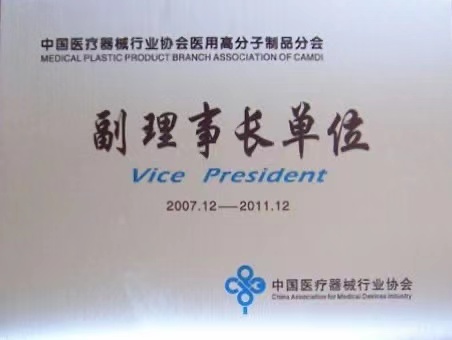 中国医疗器械行业协会医用高分子制品分会
MEDICAL PLASTIC PRODUCT BRANCH ASSOCIATION OF CAMDI
副理事长单位
Vice President
2007.12—2011.12
中国医疗器械行业协会
China Association for Medical Devices Industry